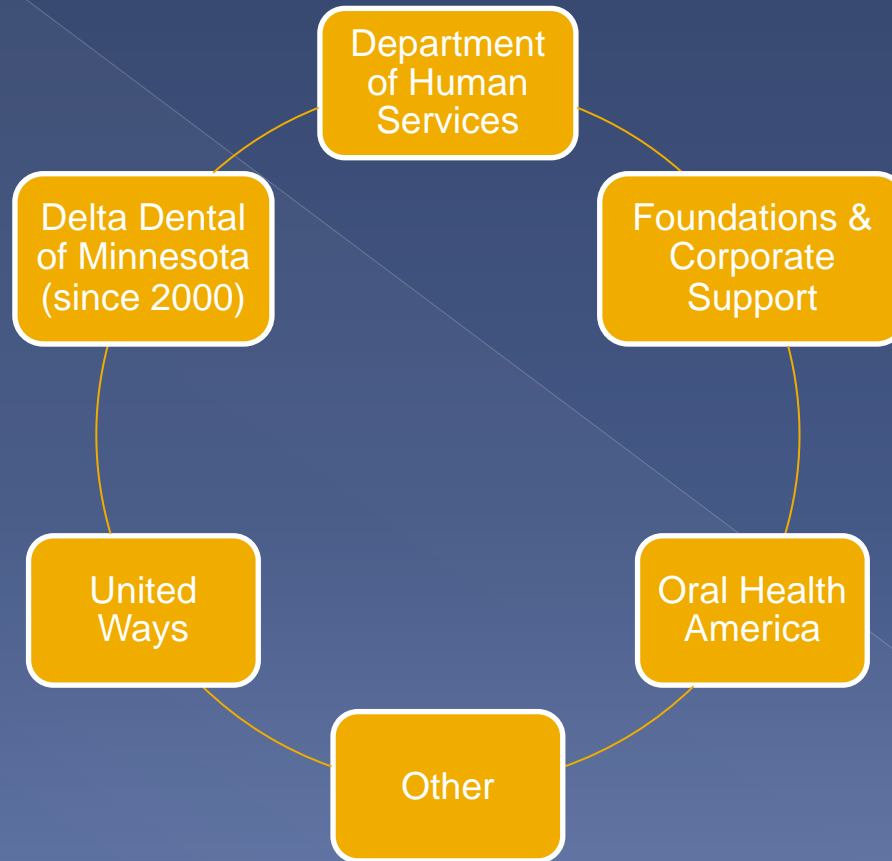 Department
of Human
Services
Foundations &
Corporate
Support
Oral Health
America
Other
United
Ways
Delta Dental
of Minnesota
(since 2000)